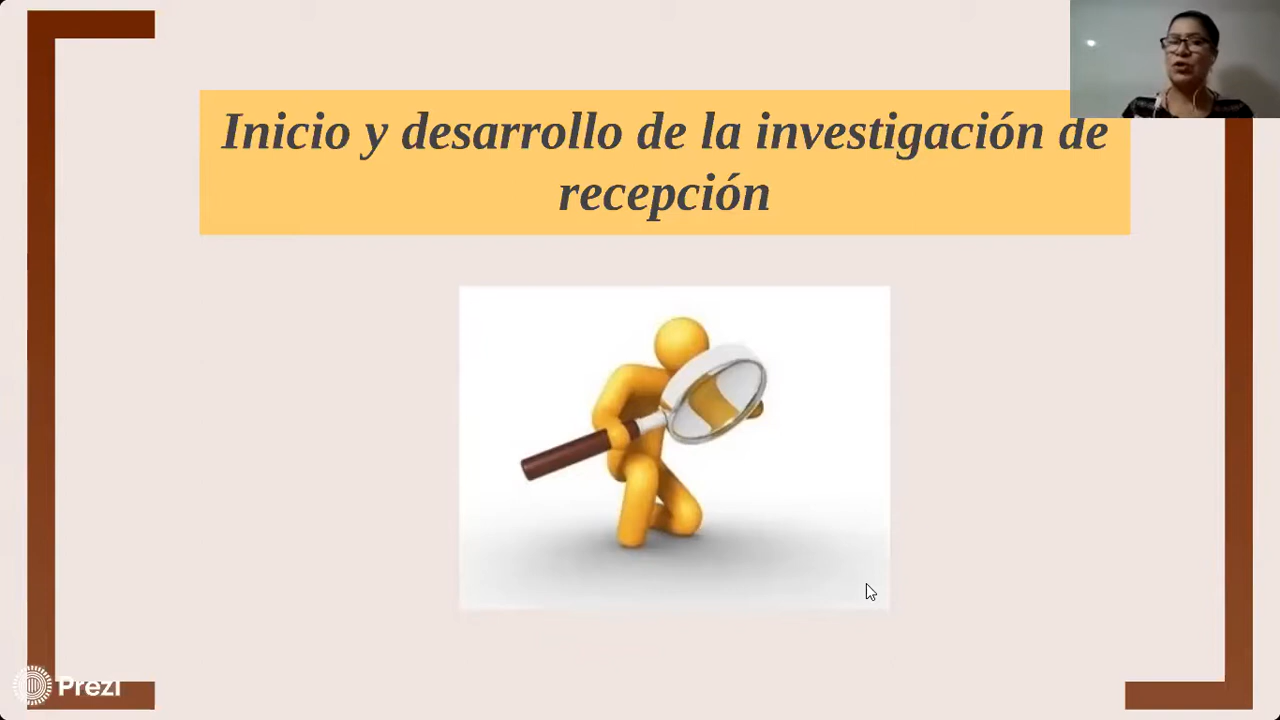 Inicio y desarrollo de la investigación de
recepción
Prezi